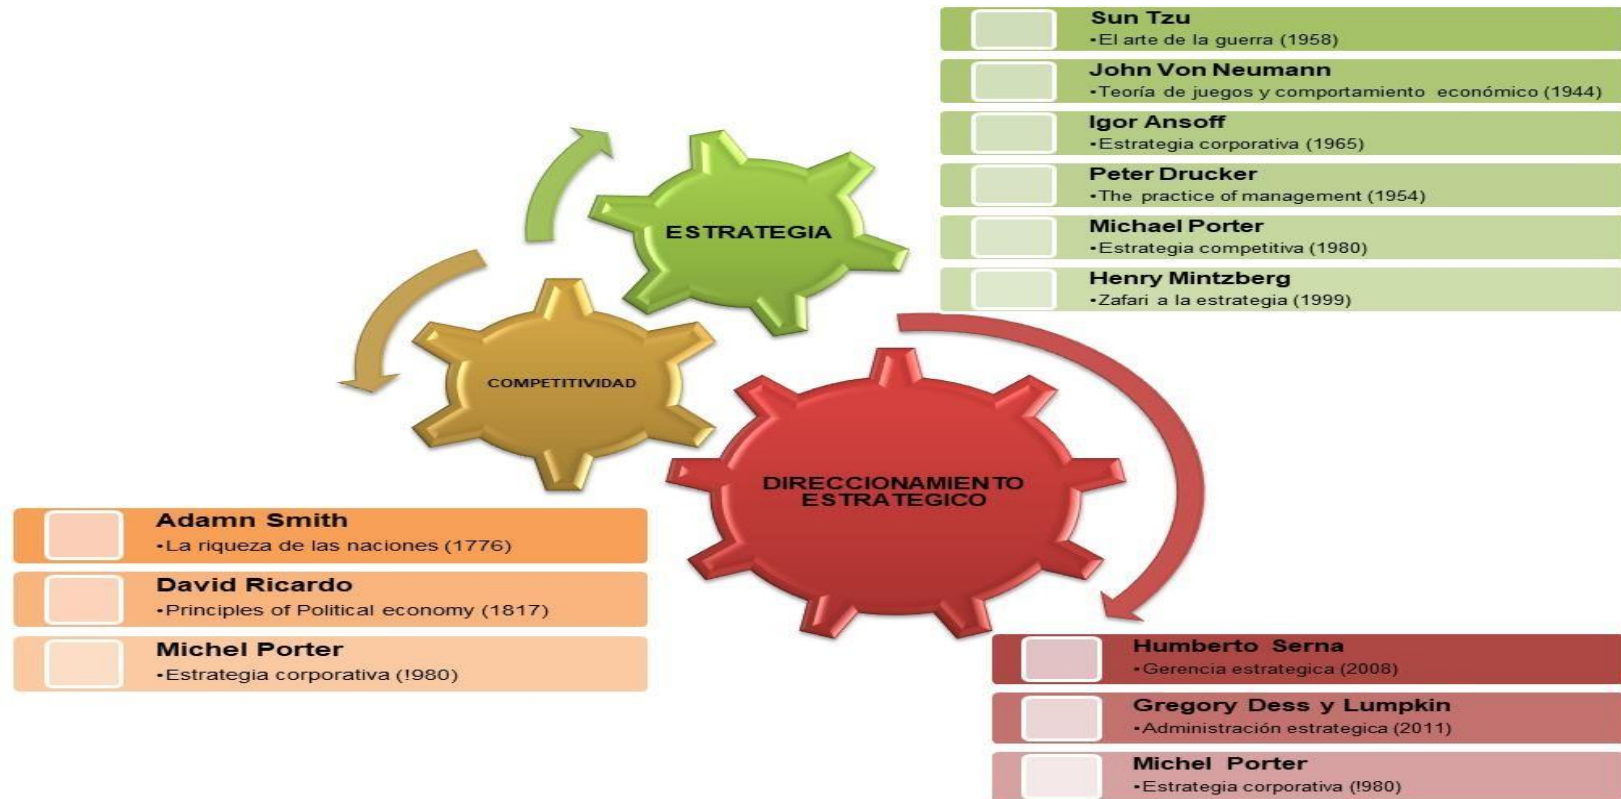 Sun Tzu
•El arte de la guerra (1958)
John Von Neumann
•Teoría de juegos y comportamiento económico (1944)
Igor Ansoff
•Estrategia corporativa (1965)
Peter Drucker
•The practice of management (1954)
Michael Porter
•Estrategia competitiva (1980)
Henry Mintzberg
•Zafari a la estrategia (1999)
ESTRATEGIA
COMPETITIVIDAD
DIRECCIONAMIENTO
ESTRATEGICO
Adamn Smith
•La riqueza de las naciones (1776)
David Ricardo
•Principles of Political economy (1817)
Michel Porter
•Estrategia corporativa (!980)
Humberto Serna
•Gerencia estrategica (2008)
Gregory Dess y Lumpkin
•Administración estrategica (2011)
Michel Porter
•Estrategia corporativa (!980)